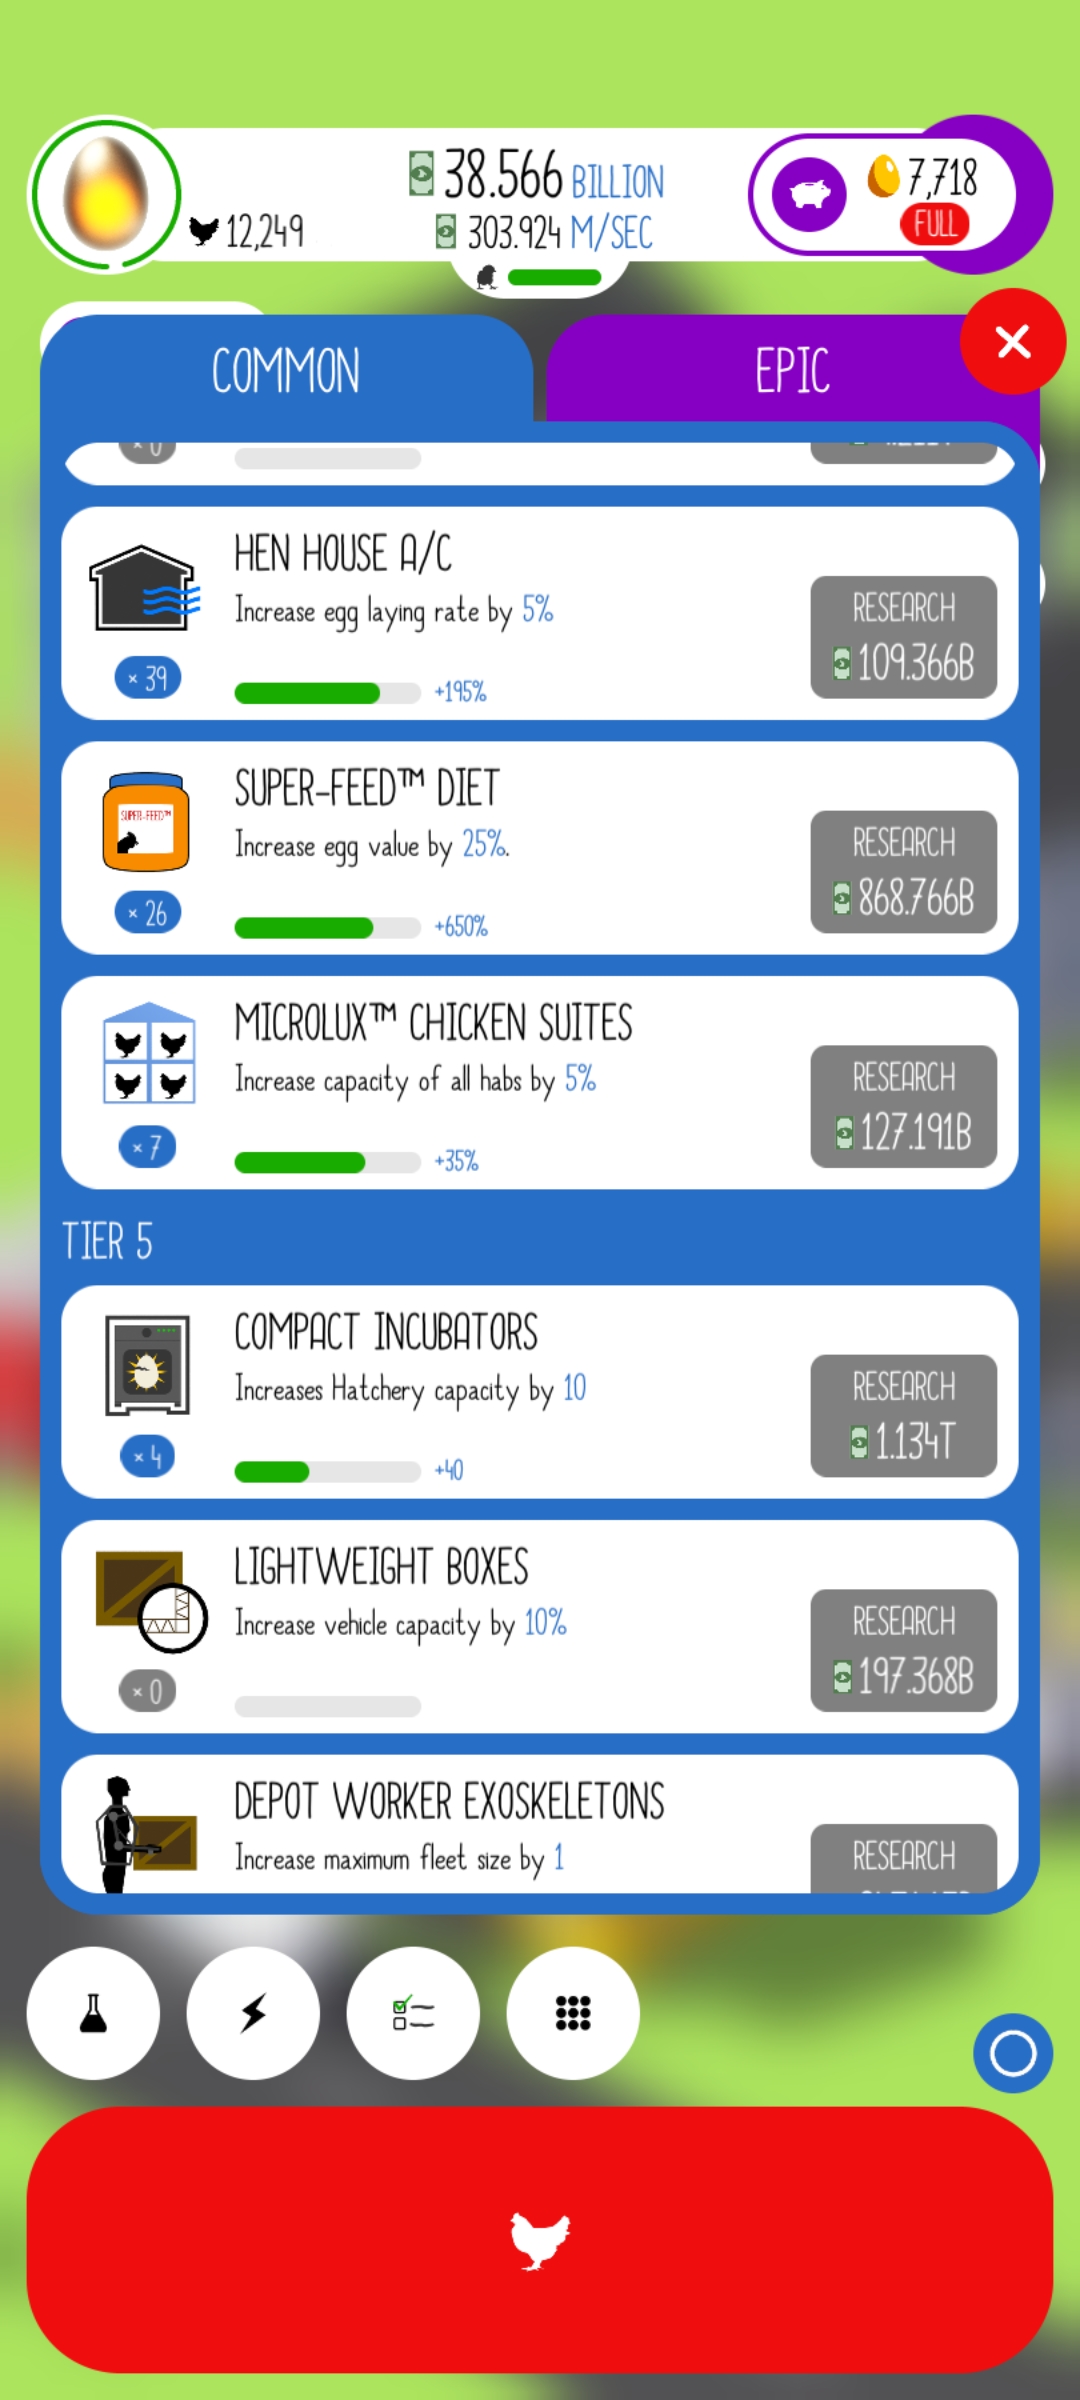 38.566 BILLION
12,249
303.924 M/SEC
7,718
FULL
COMMON
EPIC
× 0
HEN HOUSE A/C
Increase egg laying rate by 5%
RESEARCH
109.366B
× 39
+195%
SUPER-FEED™ DIET
SUPER-FEED™
Increase egg value by 25%.
RESEARCH
868.766B
× 26
+650%
MICROLUX™ CHICKEN SUITES
Increase capacity of all habs by 5%
RESEARCH
127.191B
× 7
+35%
TIER 5
COMPACT INCUBATORS
Increases Hatchery capacity by 10
RESEARCH
1.134T
× 4
+40
LIGHTWEIGHT BOXES
Increase vehicle capacity by 10%
RESEARCH
197.368B
× 0
DEPOT WORKER EXOSKELETONS
Increase maximum fleet size by 1
RESEARCH